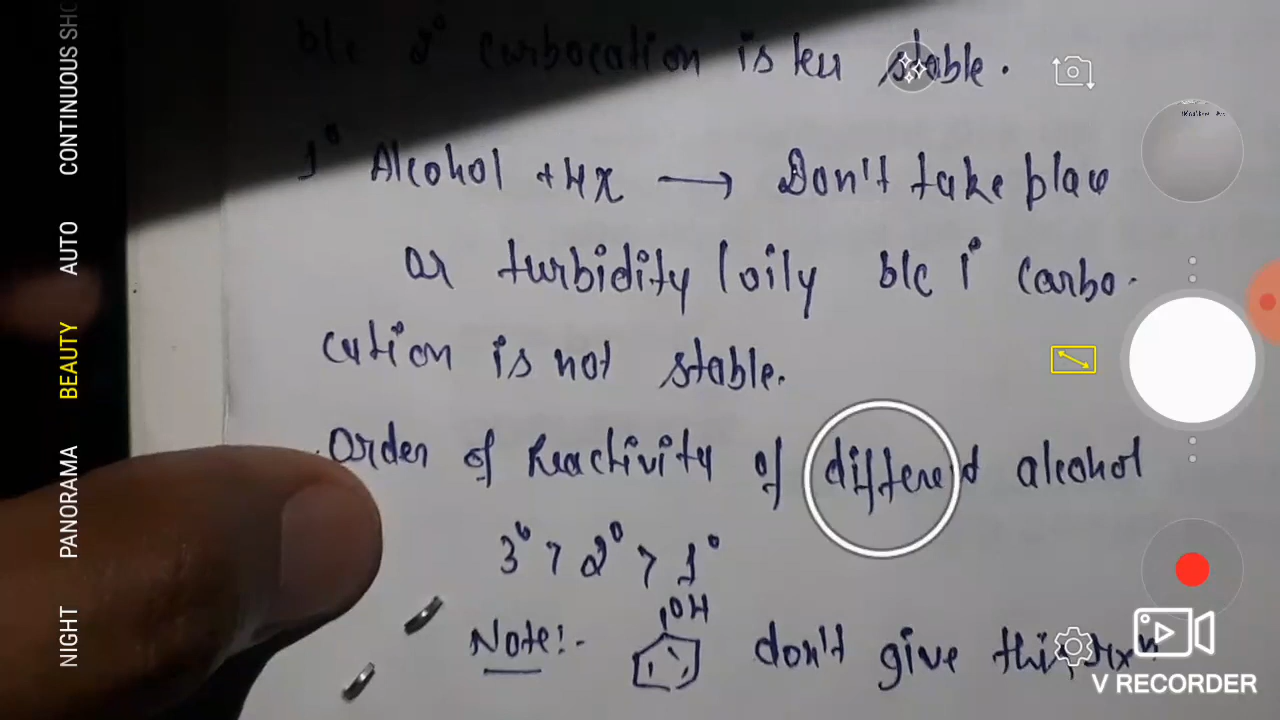 b/c 2° carbocation is less stable.
1° Alcohol + HX → Don't take place
or turbidity / oily b/c 1° carbo-
cation is not stable.
Order of Reactivity of different alcohol
3° > 2° > 1°
OH
Note:- don't give this rxn
NIGHT PANORAMA BEAUTY AUTO CONTINUOUS SHO
V RECORDER